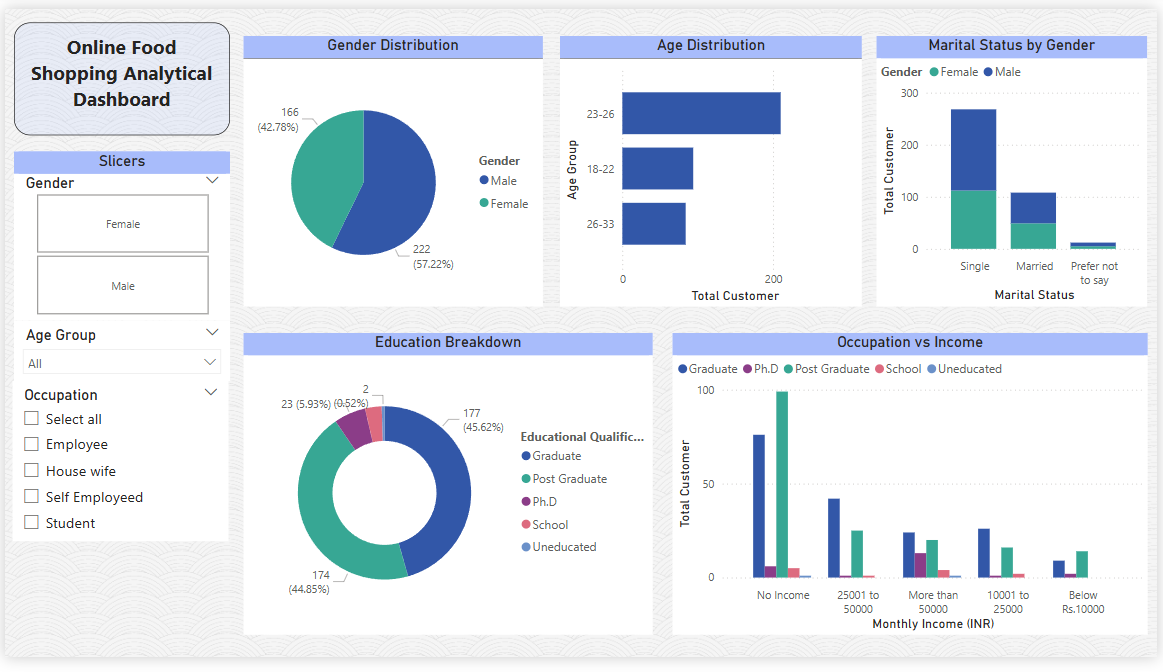 Online Food
Shopping Analytical
Dashboard
Slicers
Gender
Female
Male
Age Group
All
Occupation
Select all
Employee
House wife
Self Employeed
Student
Gender Distribution
166
(42.78%)
222
(57.22%)
Gender
Male
Female
Age Distribution
Age Group
23-26
18-22
26-33
0 200
Total Customer
Marital Status by Gender
Gender Female Male
Total Customer
300
200
100
0
Single Married Prefer not
to say
Marital Status
Education Breakdown
2
(0.52%)
23 (5.93%)
177
(45.62%)
174
(44.85%)
Educational Qualific...
Graduate
Post Graduate
Ph.D
School
Uneducated
Occupation vs Income
Graduate Ph.D Post Graduate School Uneducated
Total Customer
100
50
0
No Income 25001 to More than 10001 to Below
50000 50000 25000 Rs.10000
Monthly Income (INR)